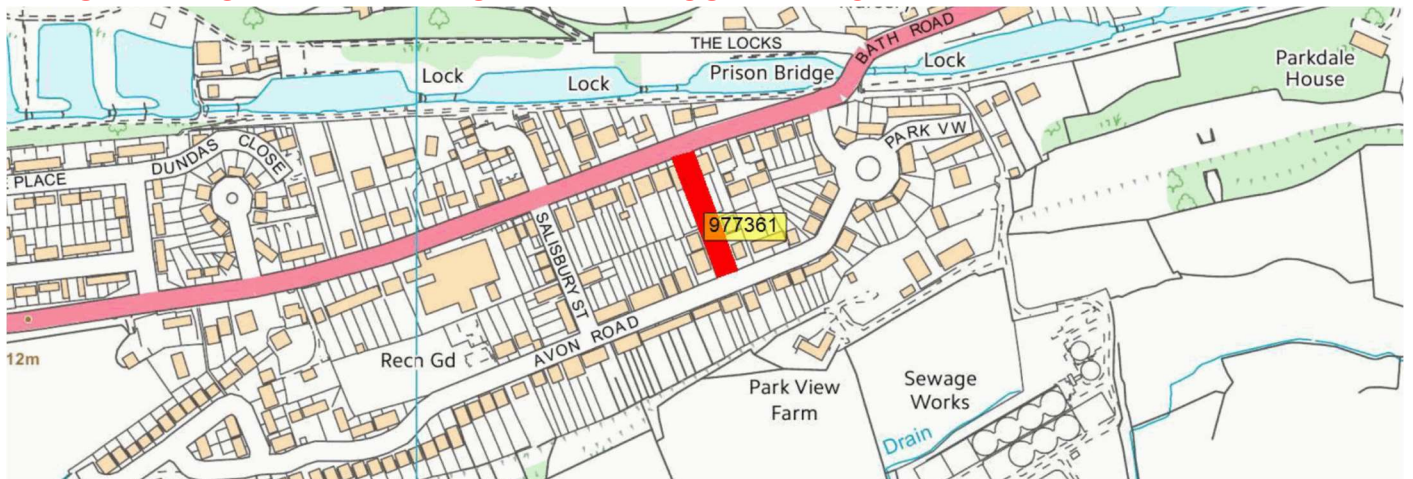 THE LOCKS
BATH ROAD
Lock
Lock
Prison Bridge
Lock
Parkdale
House
DUNDAS CLOSE
PLACE
PARK VW
977361
SALISBURY ST
AVON ROAD
12m
Recn Gd
Park View
Farm
Sewage
Works
Drain